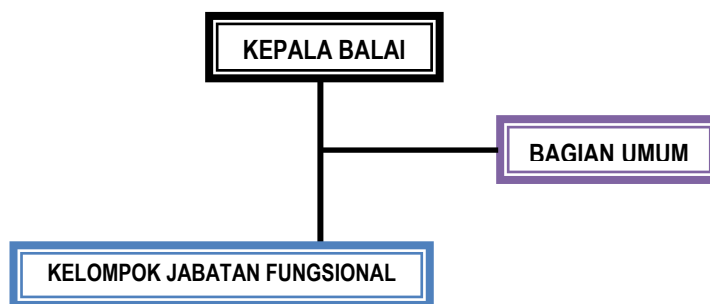 KEPALA BALAI
BAGIAN UMUM
KELOMPOK JABATAN FUNGSIONAL